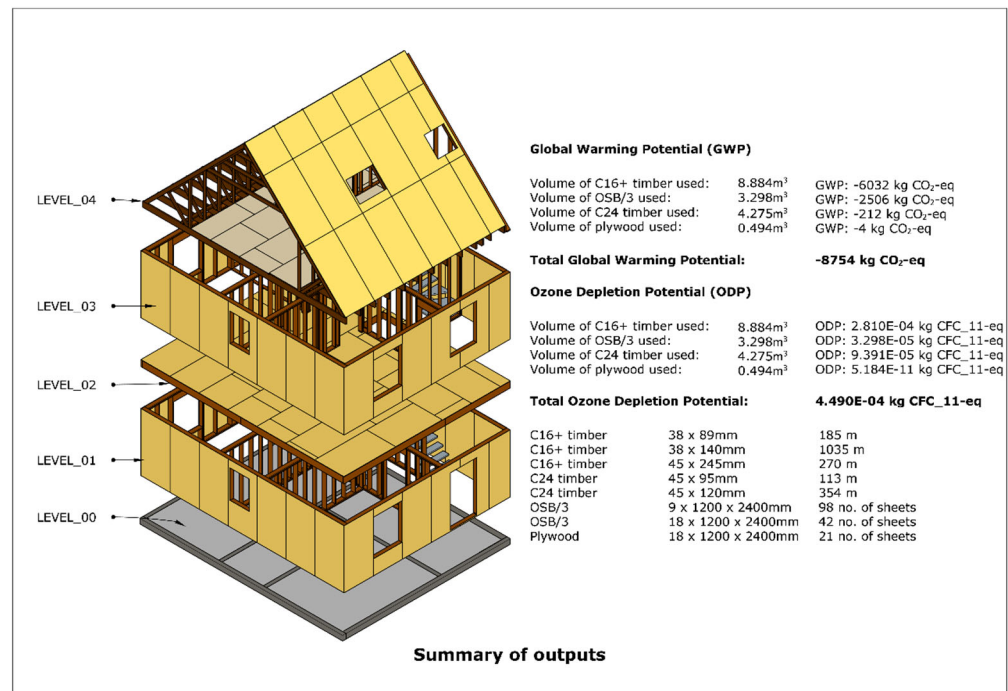 Global Warming Potential (GWP)
Volume of C16+ timber used: 8.884m³ GWP: -6032 kg CO₂-eq
Volume of OSB/3 used: 3.298m³ GWP: -2506 kg CO₂-eq
Volume of C24 timber used: 4.275m³ GWP: -212 kg CO₂-eq
Volume of plywood used: 0.494m³ GWP: -4 kg CO₂-eq
Total Global Warming Potential: -8754 kg CO₂-eq
Ozone Depletion Potential (ODP)
Volume of C16+ timber used: 8.884m³ ODP: 2.810E-04 kg CFC_11-eq
Volume of OSB/3 used: 3.298m³ ODP: 3.298E-05 kg CFC_11-eq
Volume of C24 timber used: 4.275m³ ODP: 9.391E-05 kg CFC_11-eq
Volume of plywood used: 0.494m³ ODP: 5.184E-11 kg CFC_11-eq
Total Ozone Depletion Potential: 4.490E-04 kg CFC_11-eq
C16+ timber 38 x 89mm 185 m
C16+ timber 38 x 140mm 1035 m
C16+ timber 45 x 245mm 270 m
C24 timber 45 x 95mm 113 m
C24 timber 45 x 120mm 354 m
OSB/3 9 x 1200 x 2400mm 98 no. of sheets
OSB/3 18 x 1200 x 2400mm 42 no. of sheets
Plywood 18 x 1200 x 2400mm 21 no. of sheets
LEVEL_04
LEVEL_03
LEVEL_02
LEVEL_01
LEVEL_00
Summary of outputs